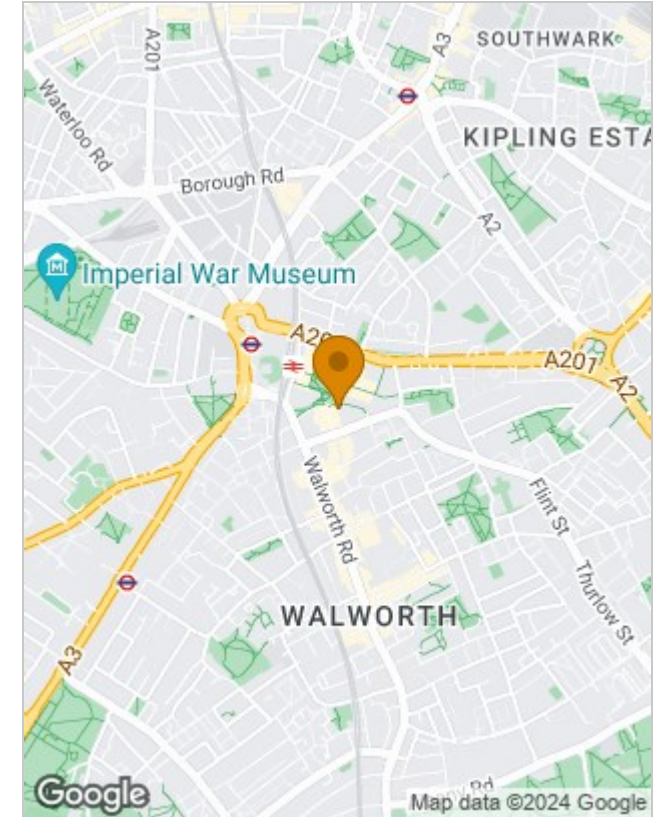 A201
A3
SOUTHWARK
Waterloo Rd
KIPLING ESTA
Borough Rd
A2
Imperial War Museum
A20
A201
A2
Walworth Rd
Flint St
Thurlow St
WALWORTH
A3
Rd
Google
Map data ©2024 Google